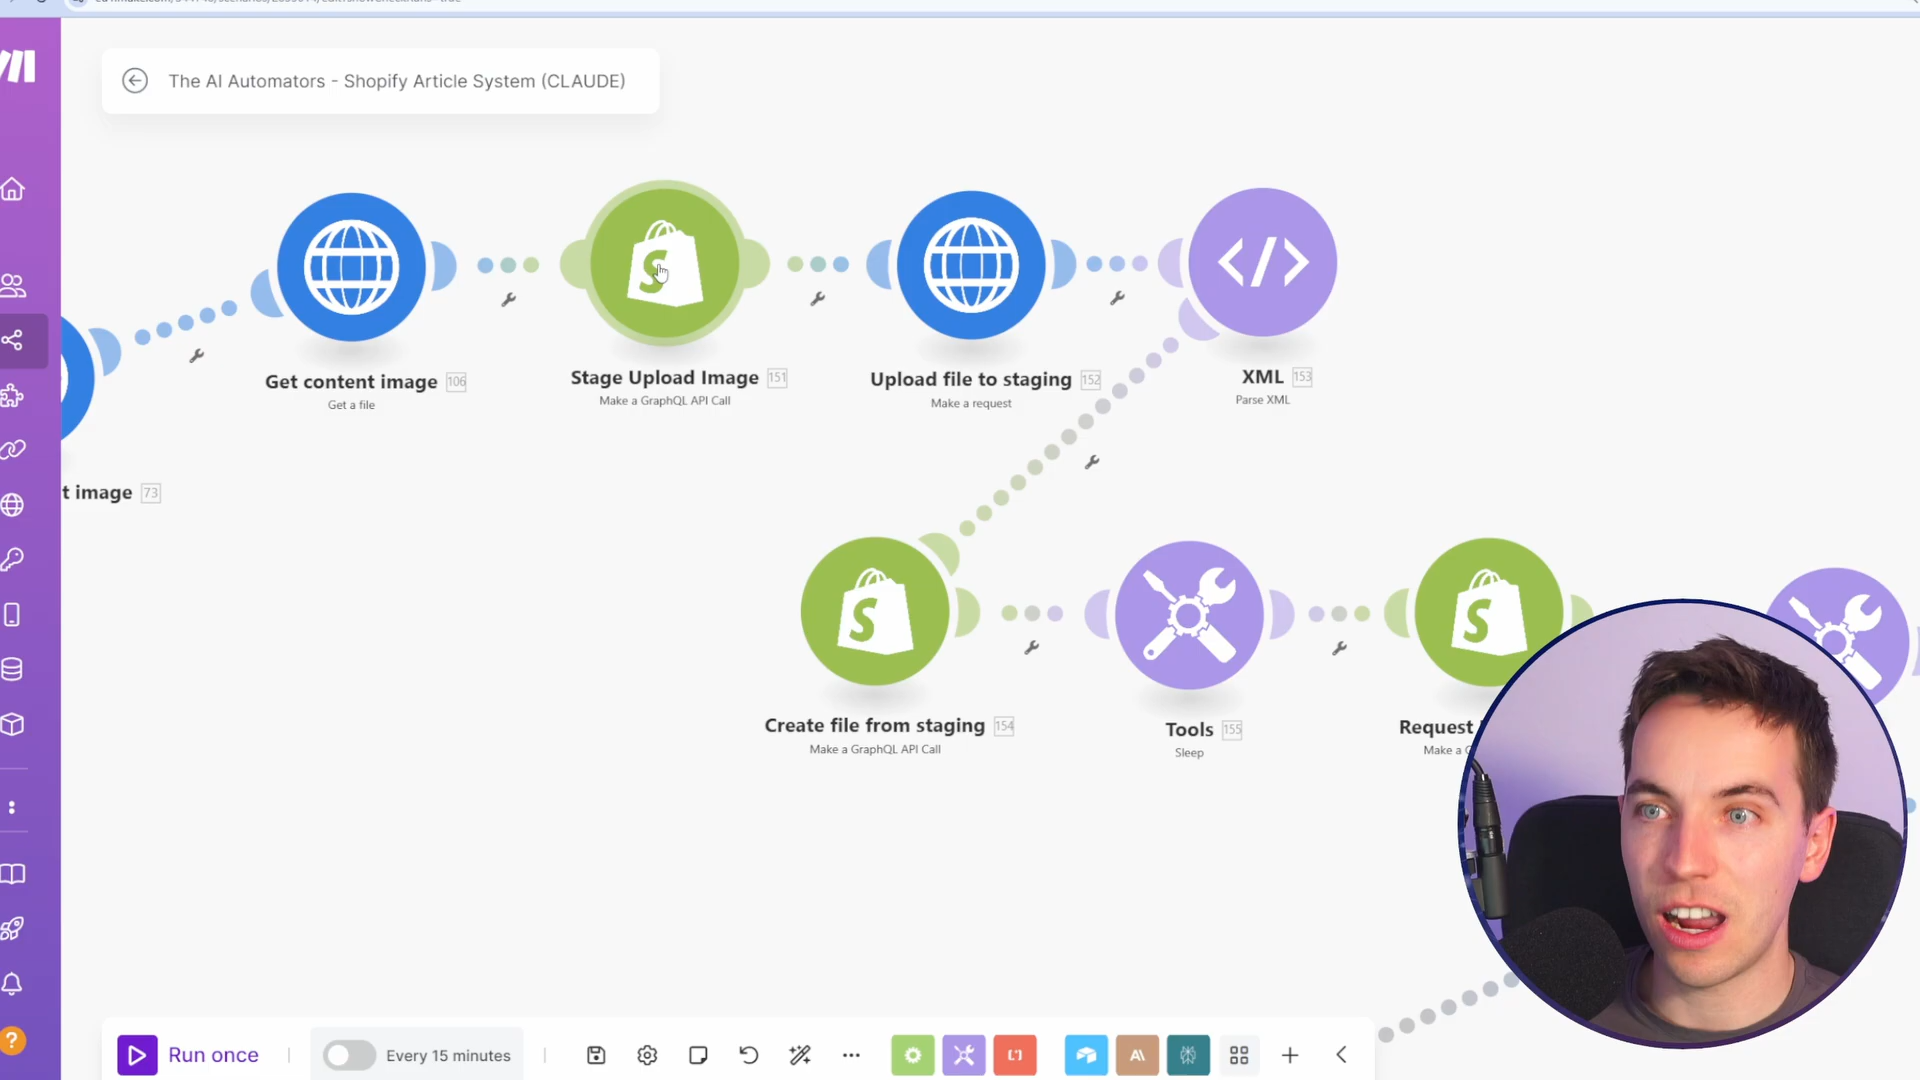 The AI Automators - Shopify Article System (CLAUDE)
Get content image 106
Get a file
Stage Upload Image 151
Make a GraphQL API Call
Upload file to staging 152
Make a request
XML 153
Parse XML
t image 73
Create file from staging 154
Make a GraphQL API Call
Tools 155
Sleep
Request
Make a
Run once
Every 15 minutes